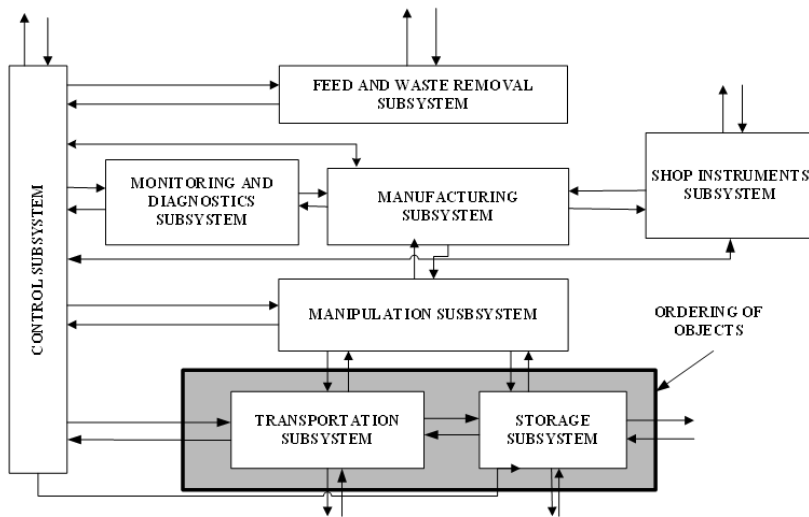 FEED AND WASTE REMOVAL
SUBSYSTEM
CONTROL SUBSYSTEM
MONITORING AND
DIAGNOSTICS
SUBSYSTEM
MANUFACTURING
SUBSYSTEM
SHOP INSTRUMENTS
SUBSYSTEM
MANIPULATION SUSBSYSTEM
ORDERING OF
OBJECTS
TRANSPORTATION
SUBSYSTEM
STORAGE
SUBSYSTEM